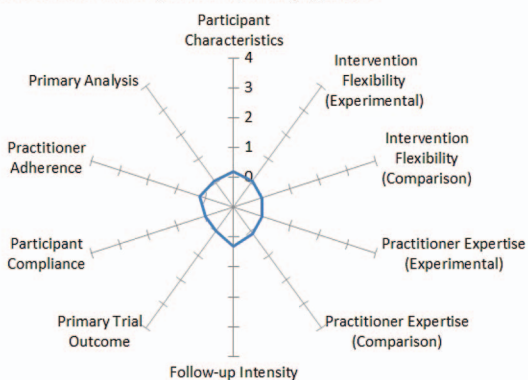 Participant
Characteristics
4
3
2
1
0
Intervention
Flexibility
(Experimental)
Intervention
Flexibility
(Comparison)
Practitioner Expertise
(Experimental)
Practitioner Expertise
(Comparison)
Follow-up Intensity
Primary Trial
Outcome
Participant
Compliance
Practitioner
Adherence
Primary Analysis